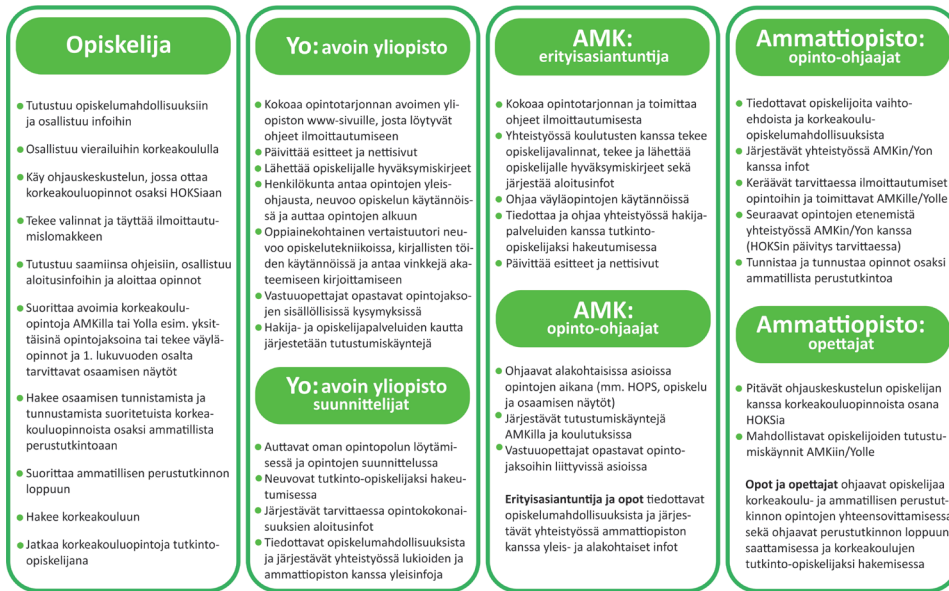 Opiskelija
• Tutustuu opiskelumahdollisuuksiin
ja osallistuu infoihin
• Osallistuu vierailuihin korkeakoululla
• Käy ohjauskeskustelun, jossa ottaa
korkeakouluopinnot osaksi HOKSiaan
• Tekee valinnat ja täyttää ilmoittautu-
mislomakkeen
• Tutustuu saamiinsa ohjeisiin, osallistuu
aloitusinfoihin ja aloittaa opinnot
• Suorittaa avoimia korkeakoulu-
opintoja AMKilla tai Yolla esim. yksit-
täisinä opintojaksoina tai tekee väylä-
opinnot ja 1. lukuvuoden osalta
tarvittavat osaamisen näytöt
• Hakee osaamisen tunnistamista ja
tunnustamista suoritetuista korkea-
kouluopinnoista osaksi ammatillista
perustutkintoaan
• Suorittaa ammatillisen perustutkinnon
loppuun
• Hakee korkeakouluun
• Jatkaa korkeakouluopintoja tutkinto-
opiskelijana
Yo: avoin yliopisto
• Kokoaa opintotarjonnan avoimen yli-
opiston www-sivuille, josta löytyvät
ohjeet ilmoittautumiseen
• Päivittää esitteet ja nettisivut
• Lähettää opiskelijalle hyväksymiskirjeet
• Henkilökunta antaa opintojen yleis-
ohjausta, neuvoo opiskelun käytännöis-
sä ja auttaa opintojen alkuun
• Oppiainekohtainen vertaistuutori neu-
voo opiskelutekniikoissa, kirjallisten töi-
den käytännöissä ja antaa vinkkejä aka-
teemiseen kirjoittamiseen
• Vastuuopettajat opastavat opintojakso-
jen sisällöllisissä kysymyksissä
• Hakija- ja opiskelijapalveluiden kautta
järjestetään tutustumiskäyntejä
Yo: avoin yliopisto
suunnittelijat
• Auttavat oman opintopolun löytämi-
sessä ja opintojen suunnittelussa
• Neuvovat tutkinto-opiskelijaksi hakeu-
tumisessa
• Järjestävät tarvittaessa opintokokonai-
suuksien aloitusinfot
• Tiedottavat opiskelumahdollisuuksista
ja järjestävät yhteistyössä lukioiden ja
ammattiopiston kanssa yleisinfoja
AMK:
erityisasiantuntija
• Kokoaa opintotarjonnan ja toimittaa
ohjeet ilmoittautumisesta
• Yhteistyössä koulutusten kanssa tekee
opiskelijavalinnat, tekee ja lähettää
opiskelijalle hyväksymiskirjeet sekä
järjestää aloitusinfot
• Ohjaa väyläopintojen käytännöissä
• Tiedottaa ja ohjaa yhteistyössä hakija-
palveluiden kanssa tutkinto-
opiskelijaksi hakeutumisessa
• Päivittää esitteet ja nettisivut
AMK:
opinto-ohjaajat
• Ohjaavat alakohtaisissa asioissa
opintojen aikana (mm. HOPS, opiskelu
ja osaamisen näytöt)
• Järjestävät tutustumiskäyntejä
AMKilla ja koulutuksissa
• Vastuuopettajat opastavat opinto-
jaksoihin liittyvissä asioissa
Erityisasiantuntija ja opot tiedottavat
opiskelumahdollisuuksista ja järjes-
tävät yhteistyössä ammattiopiston
kanssa yleis- ja alakohtaiset infot
Ammattiopisto:
opinto-ohjaajat
• Tiedottavat opiskelijoita vaihto-
ehdoista ja korkeakoulu-
opiskelumahdollisuuksista
• Järjestävät yhteistyössä AMKin/Yon
kanssa infot
• Keräävät tarvittaessa ilmoittautumiset
opintoihin ja toimittavat AMKille/Yolle
• Seuraavat opintojen etenemistä
yhteistyössä AMKin/Yon kanssa
(HOKSin päivitys tarvittaessa)
• Tunnistaa ja tunnustaa opinnot osaksi
ammatillista perustutkintoa
Ammattiopisto:
opettajat
• Pitävät ohjauskeskustelun opiskelijan
kanssa korkeakouluopinnoista osana
HOKSia
• Mahdollistavat opiskelijoiden tutustu-
miskäynnit AMKiin/Yolle
Opot ja opettajat ohjaavat opiskelijaa
korkeakoulu- ja ammatillisen perustut-
kinnon opintojen yhteensovittamisessa
sekä ohjaavat perustutkinnon loppuun
saattamisessa ja korkeakoulujen
tutkinto-opiskelijaksi hakemisessa